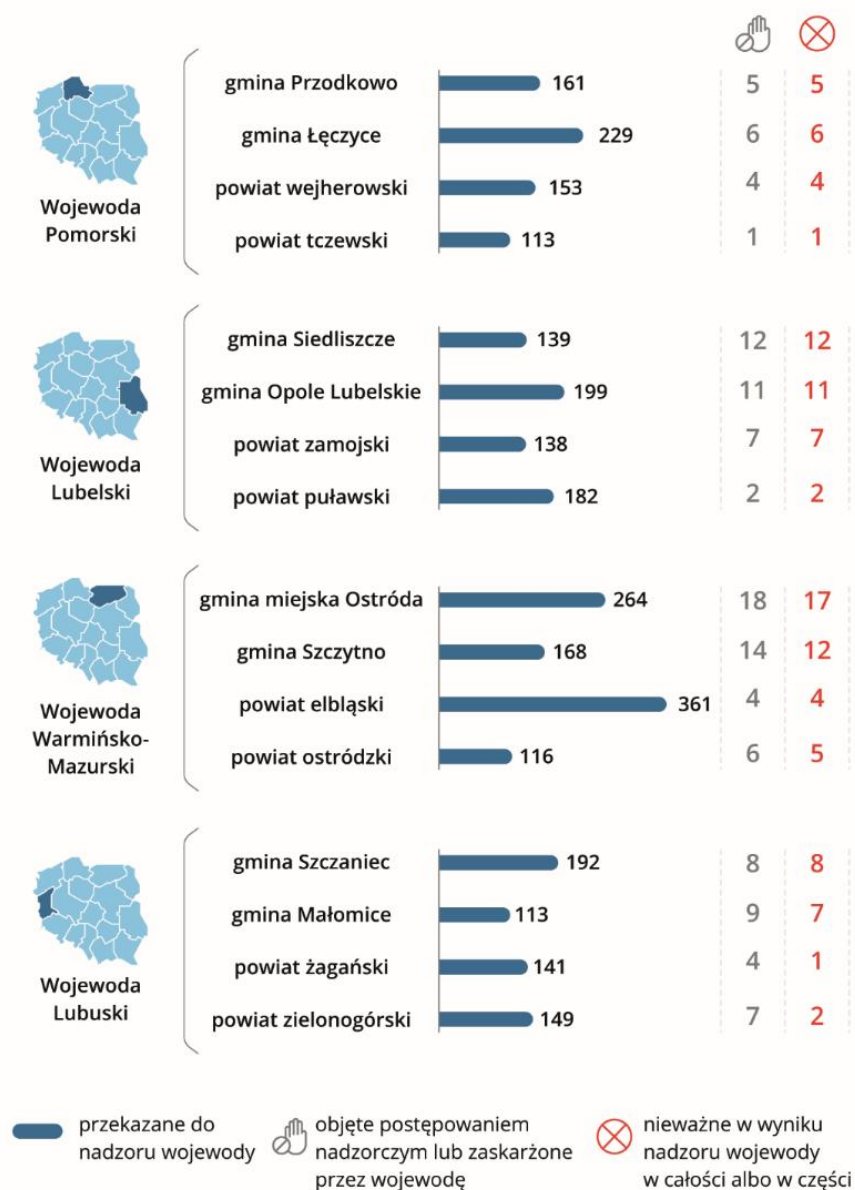 gmina Przodkowo 161 5 5
gmina Łęczyce 229 6 6
powiat wejherowski 153 4 4
powiat tczewski 113 1 1
Wojewoda
Pomorski
gmina Siedliszcze 139 12 12
gmina Opole Lubelskie 199 11 11
powiat zamojski 138 7 7
powiat puławski 182 2 2
Wojewoda
Lubelski
gmina miejska Ostróda 264 18 17
gmina Szczytno 168 14 12
powiat elbląski 361 4 4
powiat ostródzki 116 6 5
Wojewoda
Warmińsko-
Mazurski
gmina Szczaniec 192 8 8
gmina Małomice 113 9 7
powiat żagański 141 4 1
powiat zielonogórski 149 7 2
Wojewoda
Lubuski
przekazane do
nadzoru wojewody
objęte postępowaniem
nadzorczym lub zaskarżone
przez wojewodę
nieważne w wyniku
nadzoru wojewody
w całości albo w części